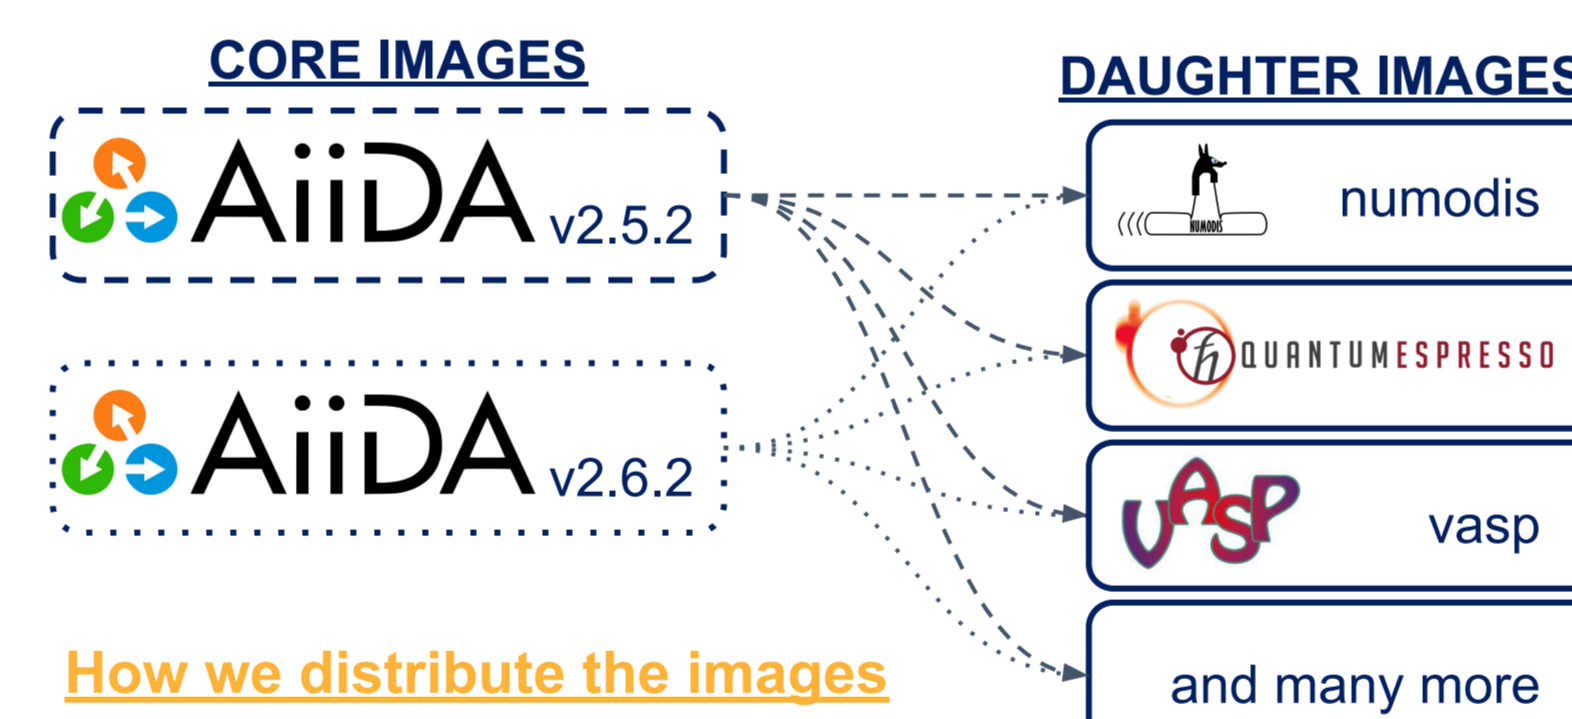 CORE IMAGES
AiiDA v2.5.2
AiiDA v2.6.2
How we distribute the images
DAUGHTER IMAGES
NUMODIS numodis
ħ QUANTUMESPRESSO
VASP vasp
and many more